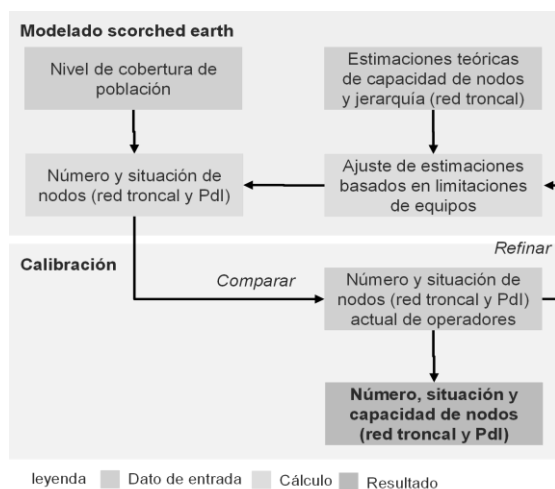 Modelado scorched earth
Nivel de cobertura de
población
Estimaciones teóricas
de capacidad de nodos
y jerarquía (red troncal)
Número y situación de
nodos (red troncal y PdI)
Ajuste de estimaciones
basados en limitaciones
de equipos
Refinar
Calibración
Comparar
Número y situación de
nodos (red troncal y PdI)
actual de operadores
Número, situación y
capacidad de nodos
(red troncal y PdI)
leyenda Dato de entrada Cálculo Resultado